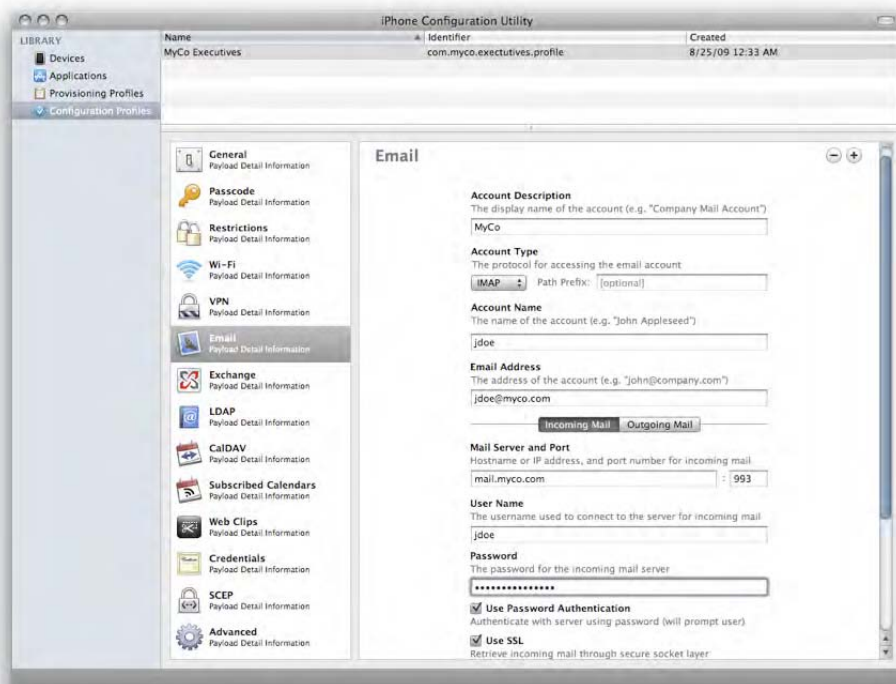 iPhone Configuration Utility
LIBRARY
Devices
Applications
Provisioning Profiles
Configuration Profiles
Name Identifier Created
MyCo Executives com.myco.exectutives.profile 8/25/09 12:33 AM
General
Payload Detail Information
Passcode
Payload Detail Information
Restrictions
Payload Detail Information
Wi-Fi
Payload Detail Information
VPN
Payload Detail Information
Email
Payload Detail Information
Exchange
Payload Detail Information
LDAP
Payload Detail Information
CalDAV
Payload Detail Information
Subscribed Calendars
Payload Detail Information
Web Clips
Payload Detail Information
Credentials
Payload Detail Information
SCEP
Payload Detail Information
Advanced
Payload Detail Information
Email
Account Description
The display name of the account (e.g. "Company Mail Account")
MyCo
Account Type
The protocol for accessing the email account
IMAP Path Prefix: [optional]
Account Name
The name of the account (e.g. "John Appleseed")
jdoe
Email Address
The address of the account (e.g. "john@company.com")
jdoe@myco.com
Incoming Mail Outgoing Mail
Mail Server and Port
Hostname or IP address, and port number for incoming mail
mail.myco.com : 993
User Name
The username used to connect to the server for incoming mail
jdoe
Password
The password for the incoming mail server
•••••••••••••••
Use Password Authentication
Authenticate with server using password (will prompt user)
Use SSL
Retrieve incoming mail through secure socket layer